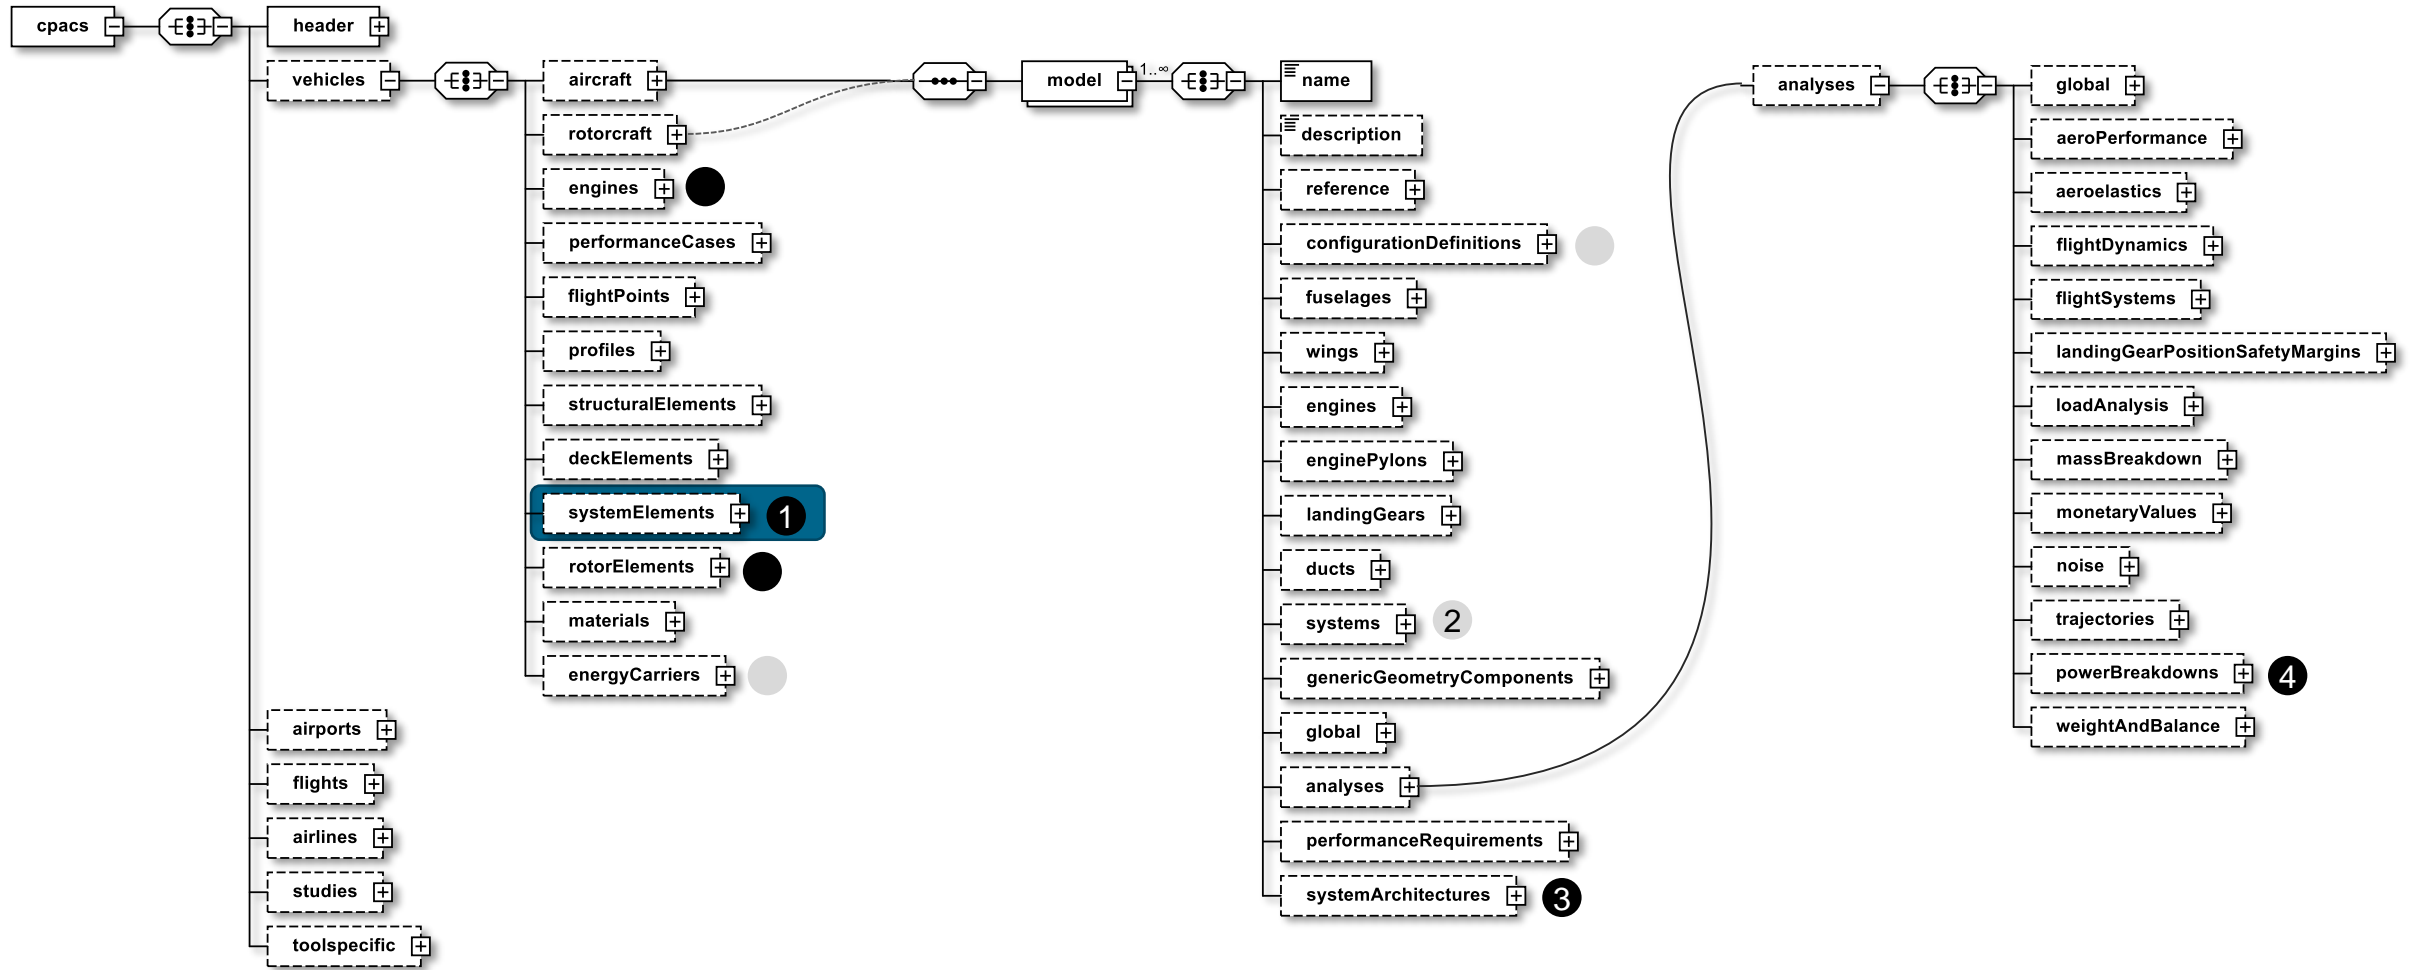 cpacs
header
vehicles
aircraft
rotorcraft
engines
performanceCases
flightPoints
profiles
structuralElements
deckElements
systemElements
1
rotorElements
materials
energyCarriers
airports
flights
airlines
studies
toolspecific
model
1..∞
name
description
reference
configurationDefinitions
fuselages
wings
engines
enginePylons
landingGears
ducts
systems
2
genericGeometryComponents
global
analyses
performanceRequirements
systemArchitectures
3
analyses
global
aeroPerformance
aeroelastics
flightDynamics
flightSystems
landingGearPositionSafetyMargins
loadAnalysis
massBreakdown
monetaryValues
noise
trajectories
powerBreakdowns
4
weightAndBalance